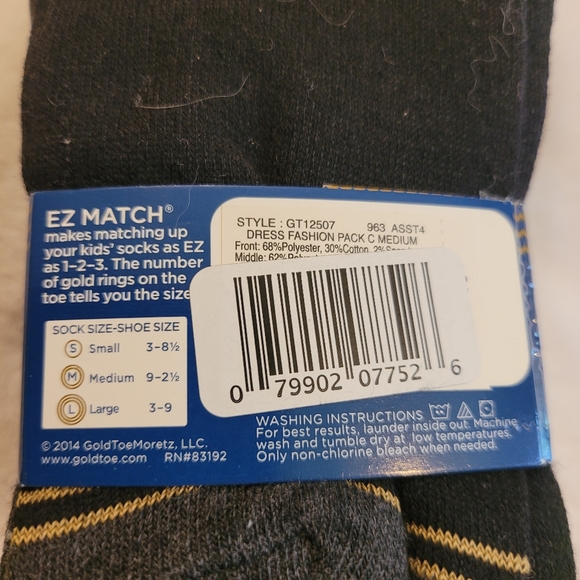 EZ MATCH®
makes matching up
your kids' socks as EZ
as 1-2-3. The number
of gold rings on the
toe tells you the size
SOCK SIZE-SHOE SIZE
S Small 3-8½
M Medium 9-2½
L Large 3-9
© 2014 GoldToeMoretz, LLC.
www.goldtoe.com RN#83192
STYLE : GT12507 963 ASST4
DRESS FASHION PACK C MEDIUM
Front: 68%Polyester, 30%Cotton, 2%
Middle: 62%
0 79902 07752 6
WASHING INSTRUCTIONS
For best results, launder inside out. Machine
wash and tumble dry at low temperatures.
Only non-chlorine bleach when needed.